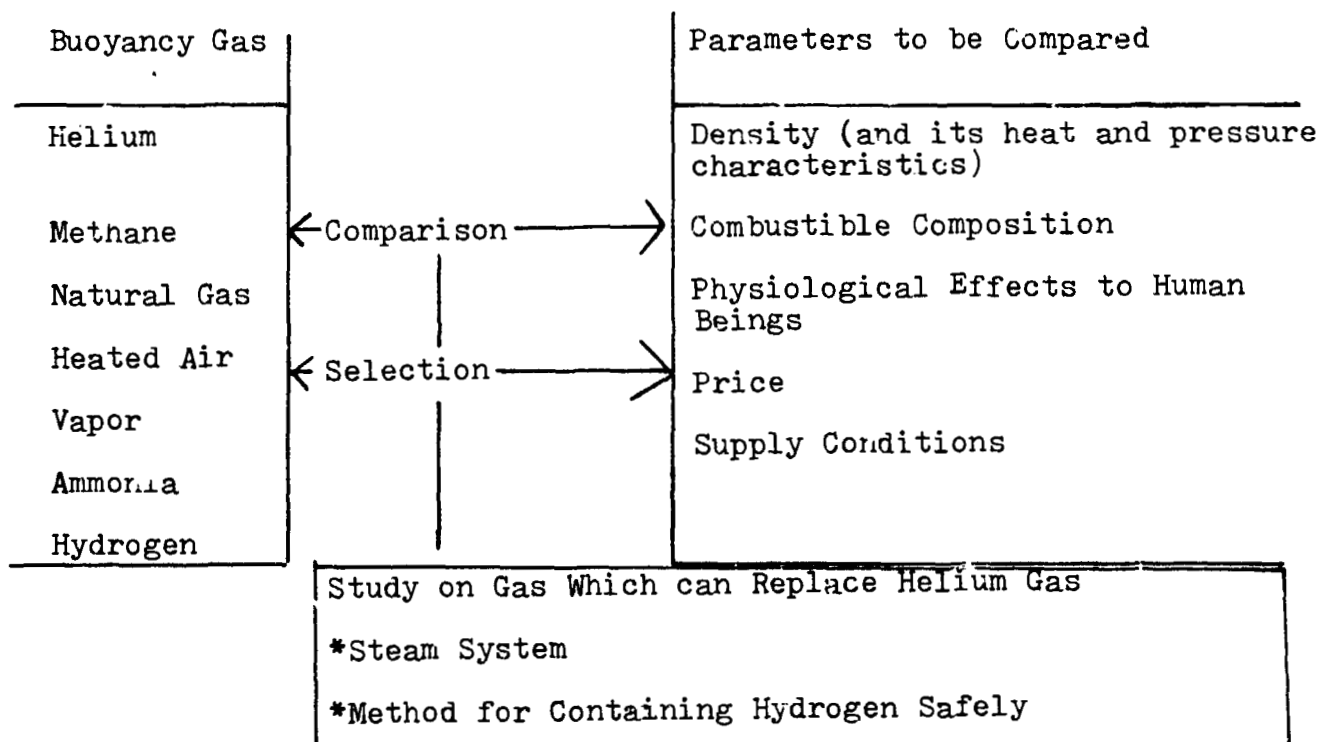 Buoyancy Gas
Helium
Methane
Natural Gas
Heated Air
Vapor
Ammonia
Hydrogen
Comparison
Selection
Parameters to be Compared
Density (and its heat and pressure
characteristics)
Combustible Composition
Physiological Effects to Human
Beings
Price
Supply Conditions
Study on Gas Which can Replace Helium Gas
*Steam System
*Method for Containing Hydrogen Safely